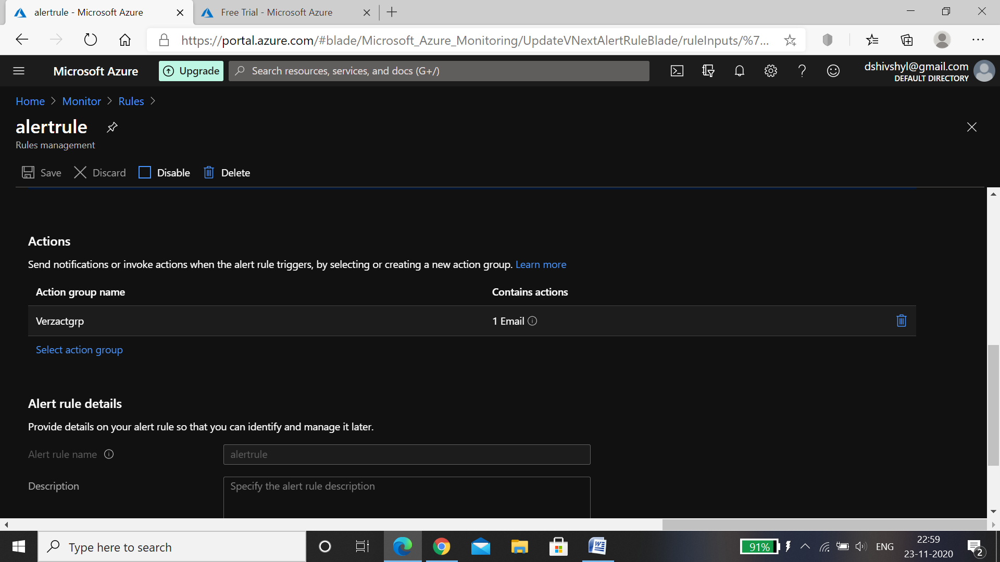 alertrule - Microsoft Azure
Free Trial - Microsoft Azure
https://portal.azure.com/#blade/Microsoft_Azure_Monitoring/UpdateVNextAlertRuleBlade/ruleInputs/%7...
Microsoft Azure
Upgrade
Search resources, services, and docs (G+/)
dshivshyl@gmail.com
DEFAULT DIRECTORY
Home > Monitor > Rules >
alertrule
Rules management
Save
Discard
Disable
Delete
Actions
Send notifications or invoke actions when the alert rule triggers, by selecting or creating a new action group. Learn more
Action group name
Contains actions
Verzactgrp
1 Email
Select action group
Alert rule details
Provide details on your alert rule so that you can identify and manage it later.
Alert rule name
alertrule
Description
Specify the alert rule description
Type here to search
91%
ENG
22:59
23-11-2020
2